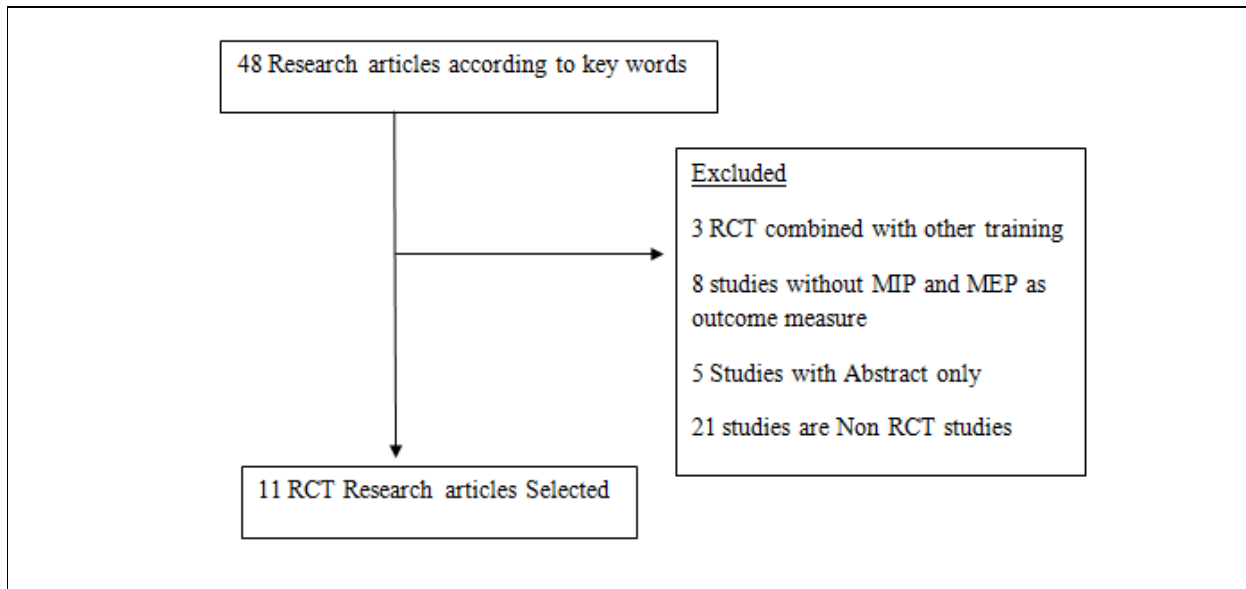 48 Research articles according to key words
Excluded
3 RCT combined with other training
8 studies without MIP and MEP as
outcome measure
5 Studies with Abstract only
21 studies are Non RCT studies
11 RCT Research articles Selected